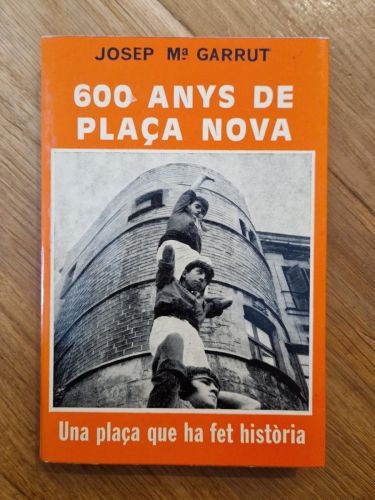 JOSEP Mª GARRUT
600 ANYS DE
PLAÇA NOVA
Una plaça que ha fet història